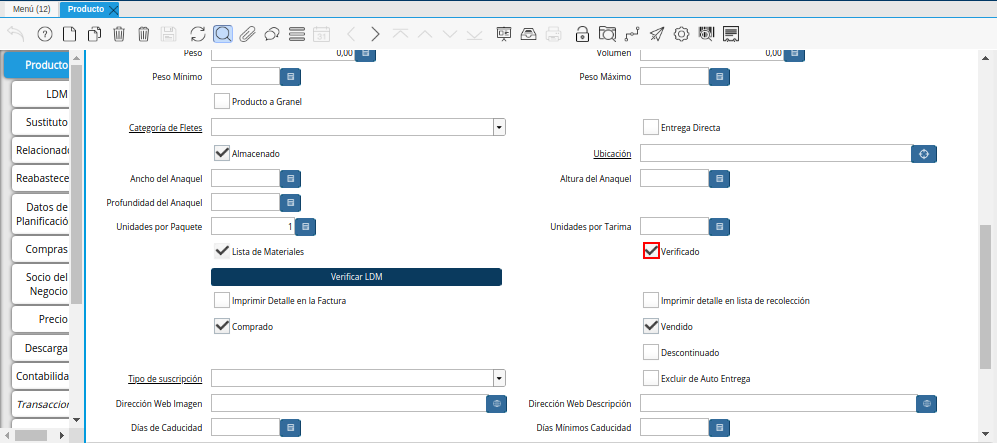 Menú (12) Producto
Producto
LDM
Sustituto
Relacionado
Reabastece
Datos de
Planificació
Compras
Socio del
Negocio
Precio
Descarga
Contabilida
Transaccion
Peso 0,00 Volumen 0,00
Peso Mínimo Peso Máximo
Producto a Granel
Categoría de Fletes Entrega Directa
Almacenado Ubicación
Ancho del Anaquel Altura del Anaquel
Profundidad del Anaquel
Unidades por Paquete 1 Unidades por Tarima
Lista de Materiales Verificado
Verificar LDM
Imprimir Detalle en la Factura Imprimir detalle en lista de recolección
Comprado Vendido
Descontinuado
Tipo de suscripción Excluir de Auto Entrega
Dirección Web Imagen Dirección Web Descripción
Días de Caducidad Días Mínimos Caducidad